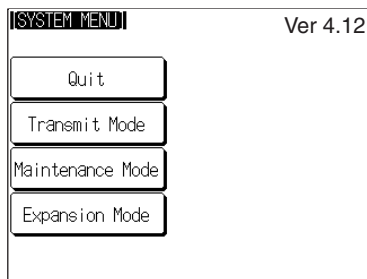 [SYSTEM MENU]
Ver 4.12
Quit
Transmit Mode
Maintenance Mode
Expansion Mode